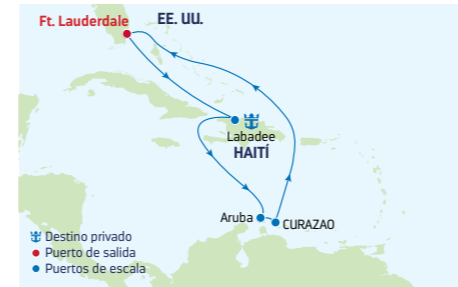 Ft. Lauderdale
EE. UU.
Labadee
HAITÍ
Aruba
CURAZAO
Destino privado
Puerto de salida
Puertos de escala